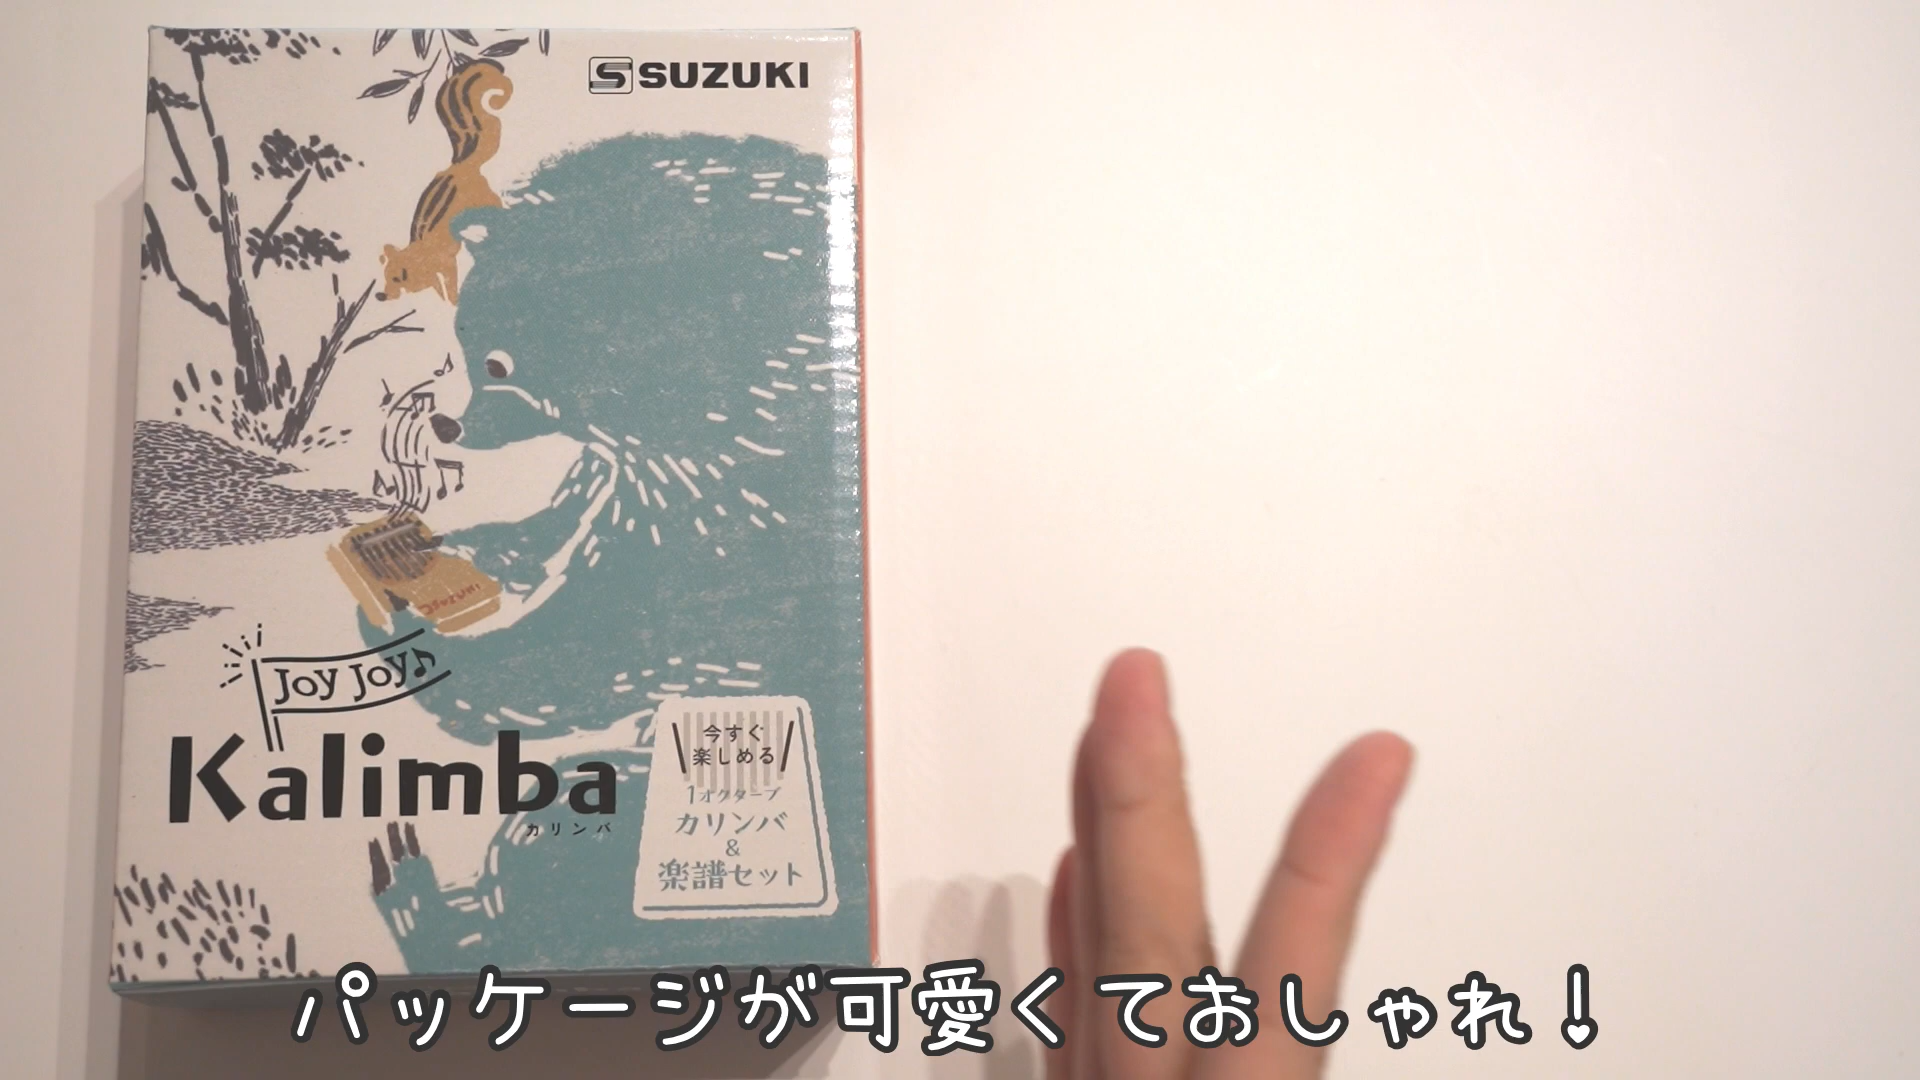 SUZUKI
SUZUKI
Joy Joy♪
Kalimba
カリンバ
今すぐ
楽しめる
1オクターブ
カリンバ
&
楽譜セット
パッケージが可愛くておしゃれ！